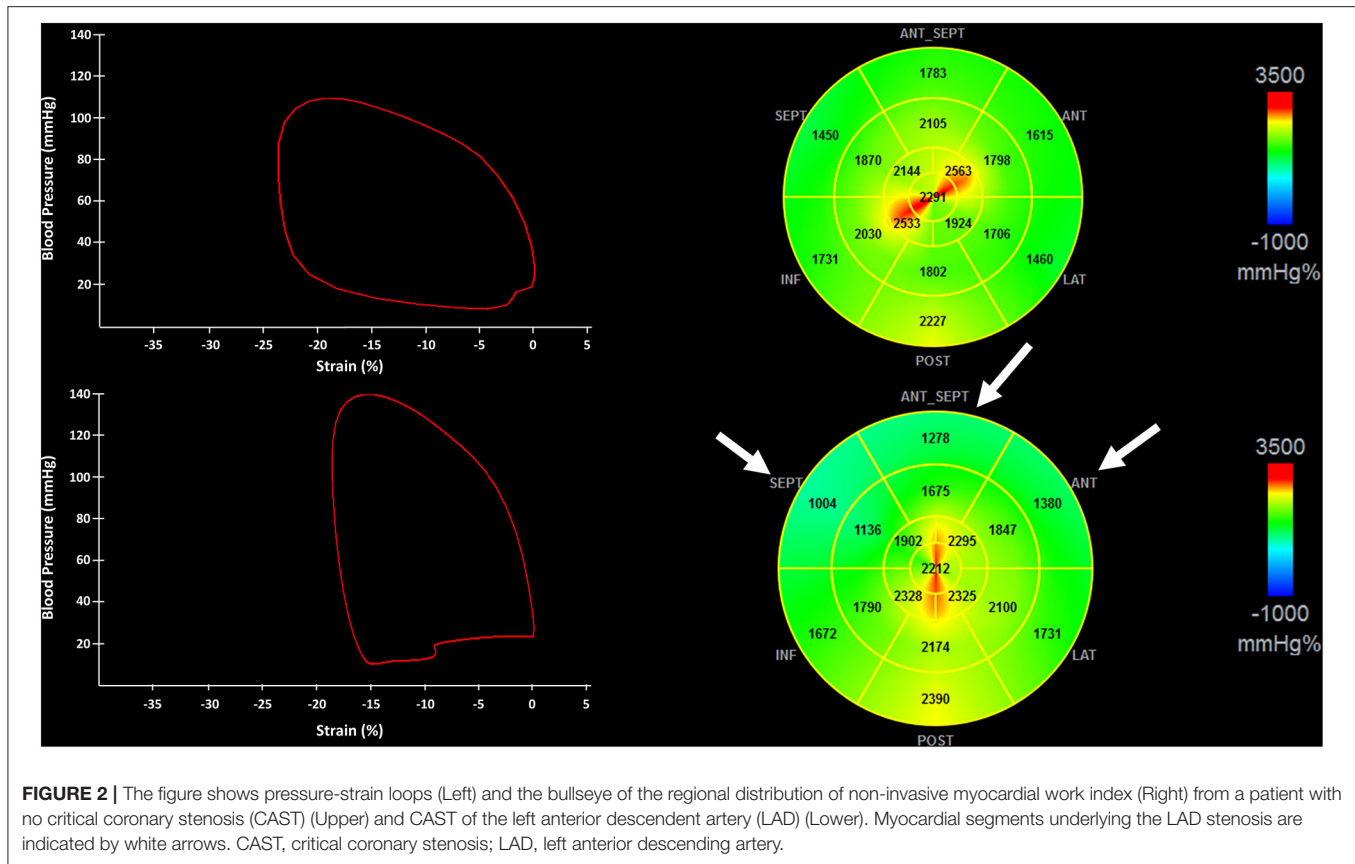 140
120
100
80
60
40
20
Blood Pressure (mmHg)
-35 -30 -25 -20 -15 -10 -5 0 5
Strain (%)
ANT_SEPT
SEPT
ANT
INF
LAT
POST
1783
1450
1615
2105
1870
1798
2144
2563
2291
2533
1924
2030
1706
1731
1460
1802
2227
3500
-1000
mmHg%
140
120
100
80
60
40
20
Blood Pressure (mmHg)
-35 -30 -25 -20 -15 -10 -5 0 5
Strain (%)
ANT_SEPT
SEPT
ANT
INF
LAT
POST
1278
1004
1380
1675
1136
1847
1902
2295
2212
2328
2325
1790
2100
1672
1731
2174
2390
3500
-1000
mmHg%
FIGURE 2 | The figure shows pressure-strain loops (Left) and the bullseye of the regional distribution of non-invasive myocardial work index (Right) from a patient with
no critical coronary stenosis (CAST) (Upper) and CAST of the left anterior descendent artery (LAD) (Lower). Myocardial segments underlying the LAD stenosis are
indicated by white arrows. CAST, critical coronary stenosis; LAD, left anterior descending artery.